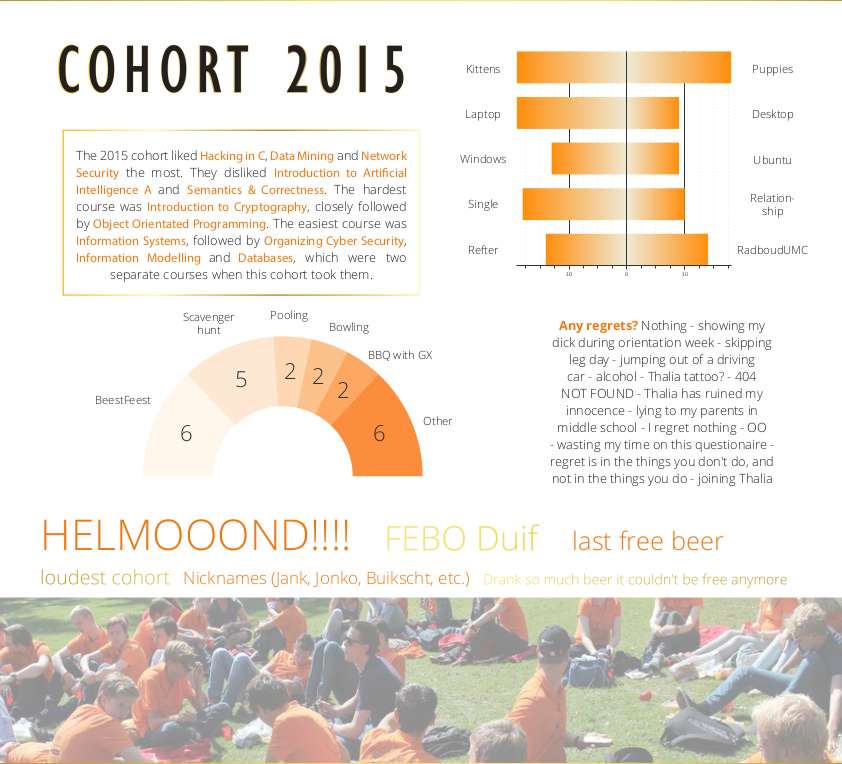 COHORT 2015
The 2015 cohort liked Hacking in C, Data Mining and Network
Security the most. They disliked Introduction to Artificial
Intelligence A and Semantics & Correctness. The hardest
course was Introduction to Cryptography, closely followed
by Object Orientated Programming. The easiest course was
Information Systems, followed by Organizing Cyber Security,
Information Modelling and Databases, which were two
separate courses when this cohort took them.
Kittens Puppies
Laptop Desktop
Windows Ubuntu
Single Relation-
ship
Refter RadboudUMC
10 0 10
Scavenger
hunt
Pooling
Bowling
BBQ with GX
BeestFeest
Other
6 5 2 2 2 6
Any regrets? Nothing - showing my
dick during orientation week - skipping
leg day - jumping out of a driving
car - alcohol - Thalia tattoo? - 404
NOT FOUND - Thalia has ruined my
innocence - lying to my parents in
middle school - I regret nothing - OO
- wasting my time on this questionaire -
regret is in the things you don't do, and
not in the things you do - joining Thalia
HELMOOOND!!!! FEBO Duif last free beer
loudest cohort Nicknames (Jank, Jonko, Buikscht, etc.) Drank so much beer it couldn't be free anymore